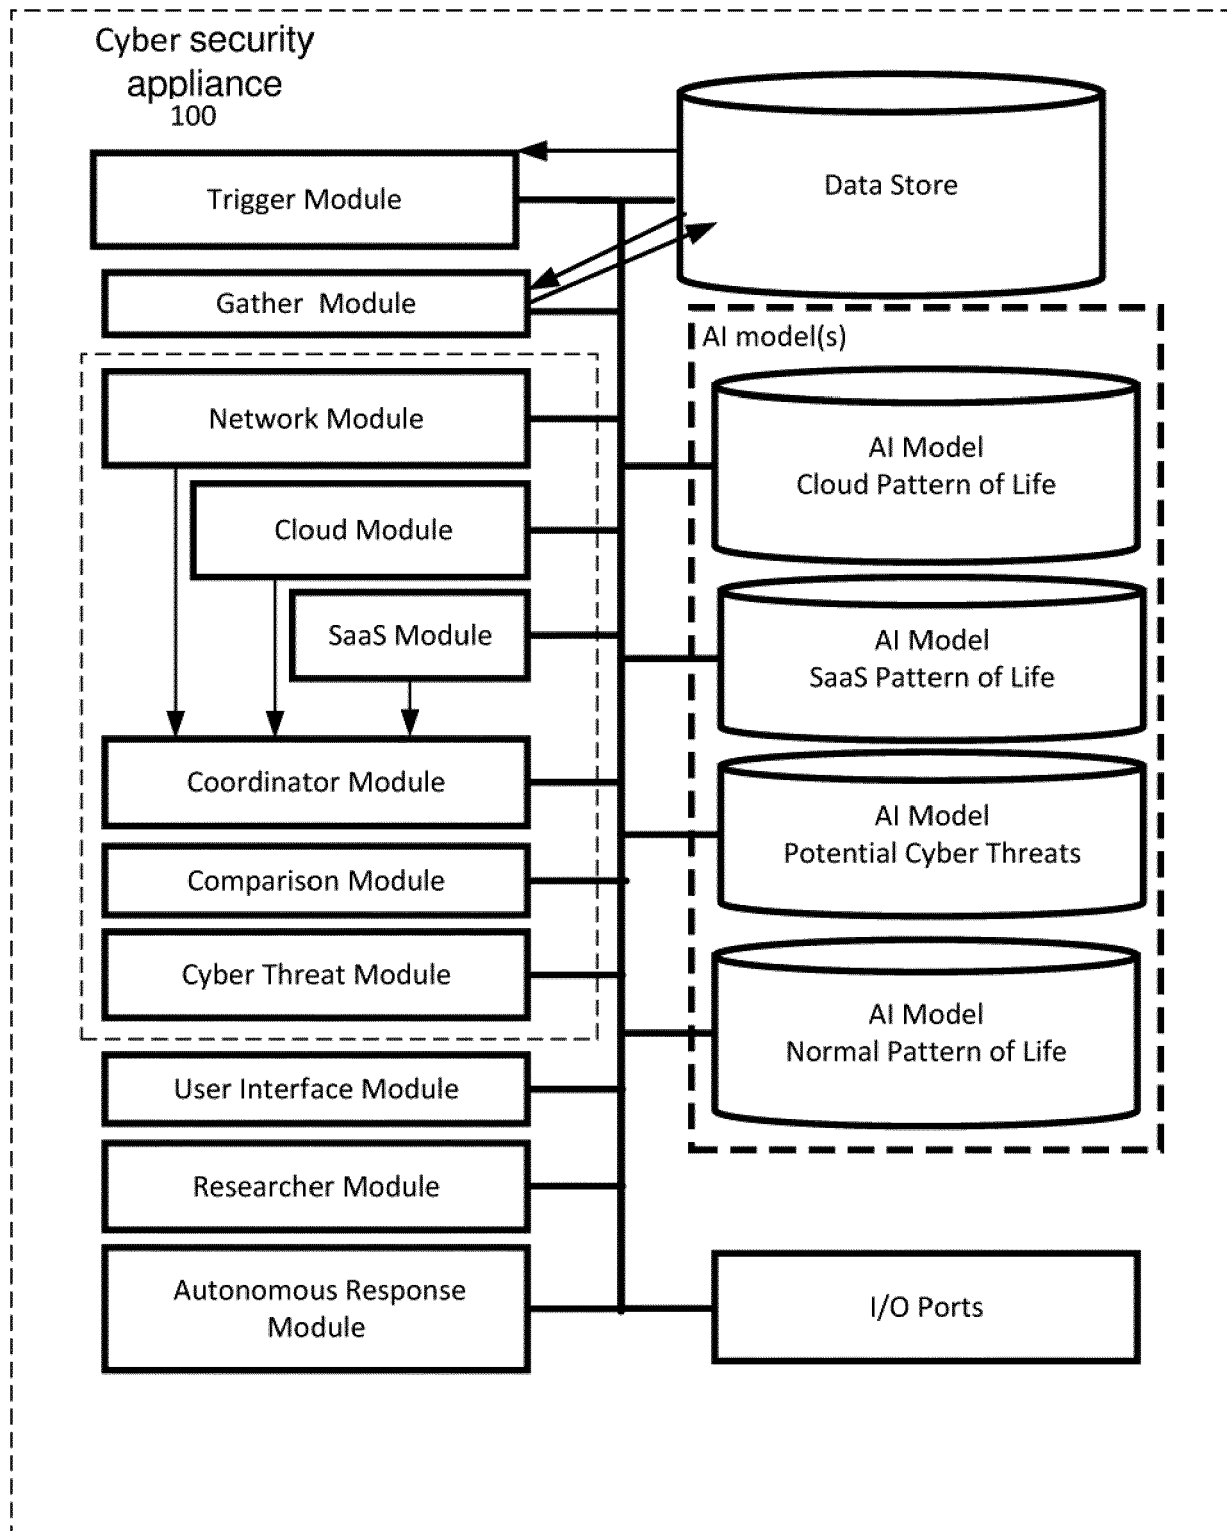 Cyber security
appliance
100
Trigger Module
Data Store
Gather Module
AI model(s)
Network Module
AI Model
Cloud Pattern of Life
Cloud Module
SaaS Module
AI Model
SaaS Pattern of Life
Coordinator Module
AI Model
Potential Cyber Threats
Comparison Module
Cyber Threat Module
AI Model
Normal Pattern of Life
User Interface Module
Researcher Module
Autonomous Response
Module
I/O Ports